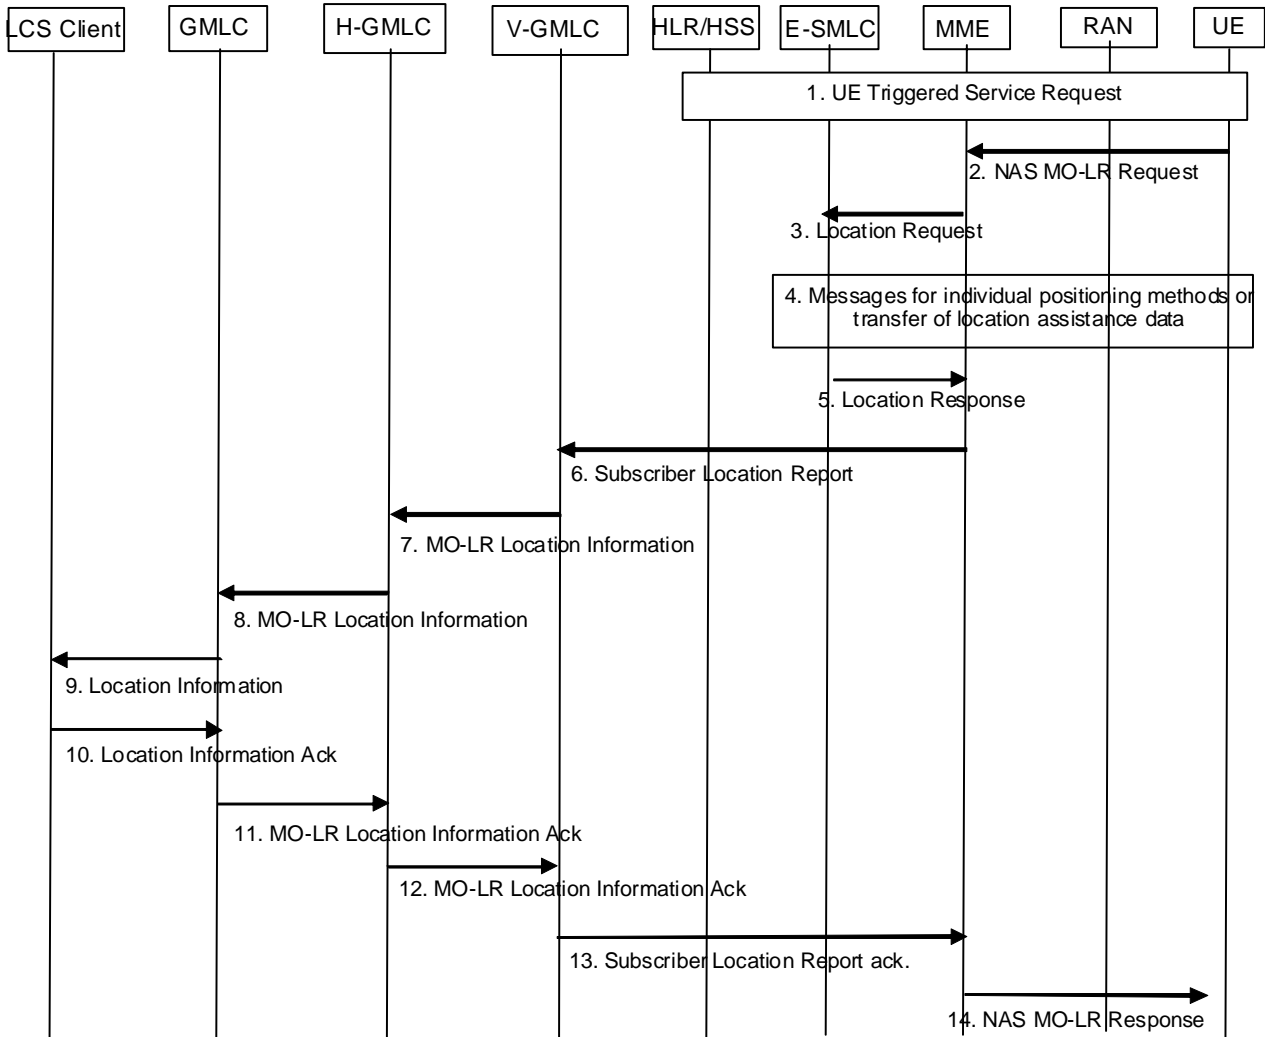 LCS Client
GMLC
H-GMLC
V-GMLC
HLR/HSS
E-SMLC
MME
RAN
UE
1. UE Triggered Service Request
2. NAS MO-LR Request
3. Location Request
4. Messages for individual positioning methods or
transfer of location assistance data
5. Location Response
6. Subscriber Location Report
7. MO-LR Location Information
8. MO-LR Location Information
9. Location Information
10. Location Information Ack
11. MO-LR Location Information Ack
12. MO-LR Location Information Ack
13. Subscriber Location Report ack.
14. NAS MO-LR Response